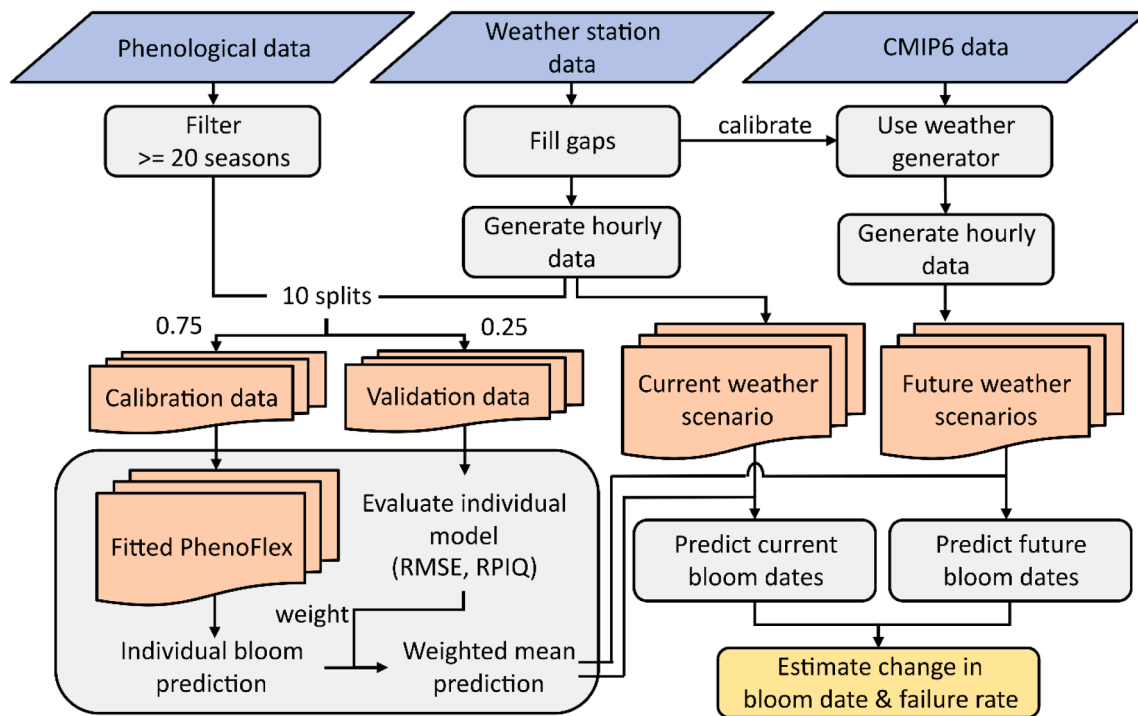 Phenological data
Weather station
data
CMIP6 data
Filter
>= 20 seasons
Fill gaps
calibrate
Use weather
generator
Generate hourly
data
Generate hourly
data
10 splits
0.75
0.25
Calibration data
Validation data
Current weather
scenario
Future weather
scenarios
Fitted PhenoFlex
Evaluate individual
model
(RMSE, RPIQ)
Predict current
bloom dates
Predict future
bloom dates
weight
Individual bloom
prediction
Weighted mean
prediction
Estimate change in
bloom date & failure rate